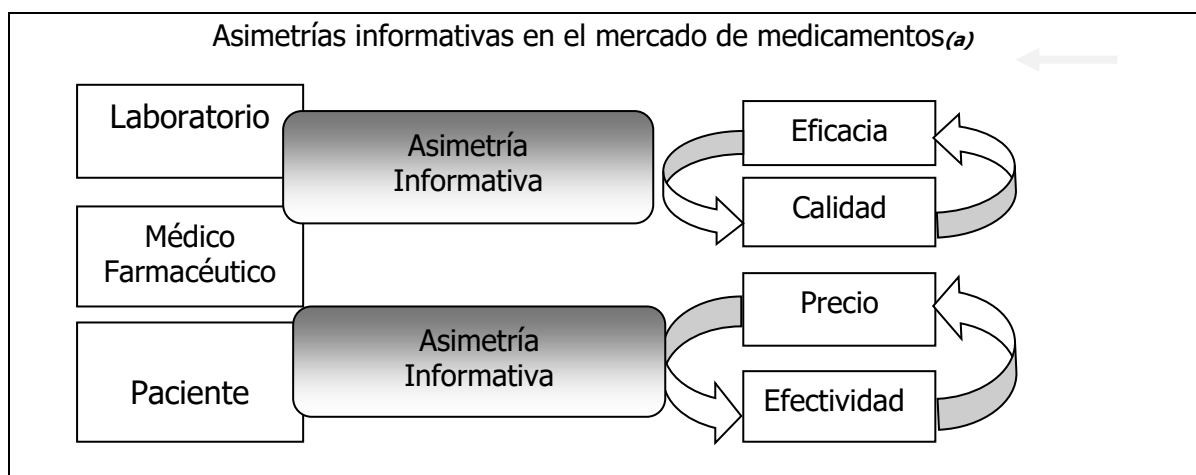 Asimetrías informativas en el mercado de medicamentos(a)
Laboratorio
Asimetría
Informativa
Eficacia
Calidad
Médico
Farmacéutico
Asimetría
Informativa
Precio
Paciente
Efectividad